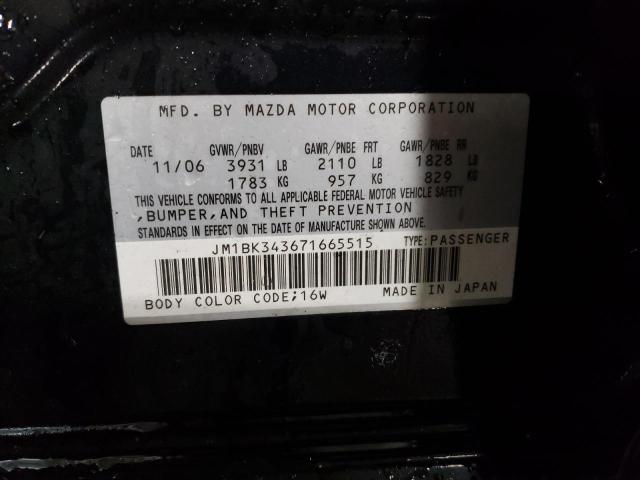 MFD. BY MAZDA MOTOR CORPORATION
DATE GVWR/PNBV GAWR/PNBE FRT GAWR/PNBE RR
11/06 3931 LB 2110 LB 1828 LB
1783 KG 957 KG 829 KG
THIS VEHICLE CONFORMS TO ALL APPLICABLE FEDERAL MOTOR VEHICLE SAFETY
,BUMPER,AND THEFT PREVENTION
STANDARDS IN EFFECT ON THE DATE OF MANUFACTURE SHOWN ABOVE.
JM1BK343671665515 TYPE:PASSENGER
BODY COLOR CODE;16W MADE IN JAPAN